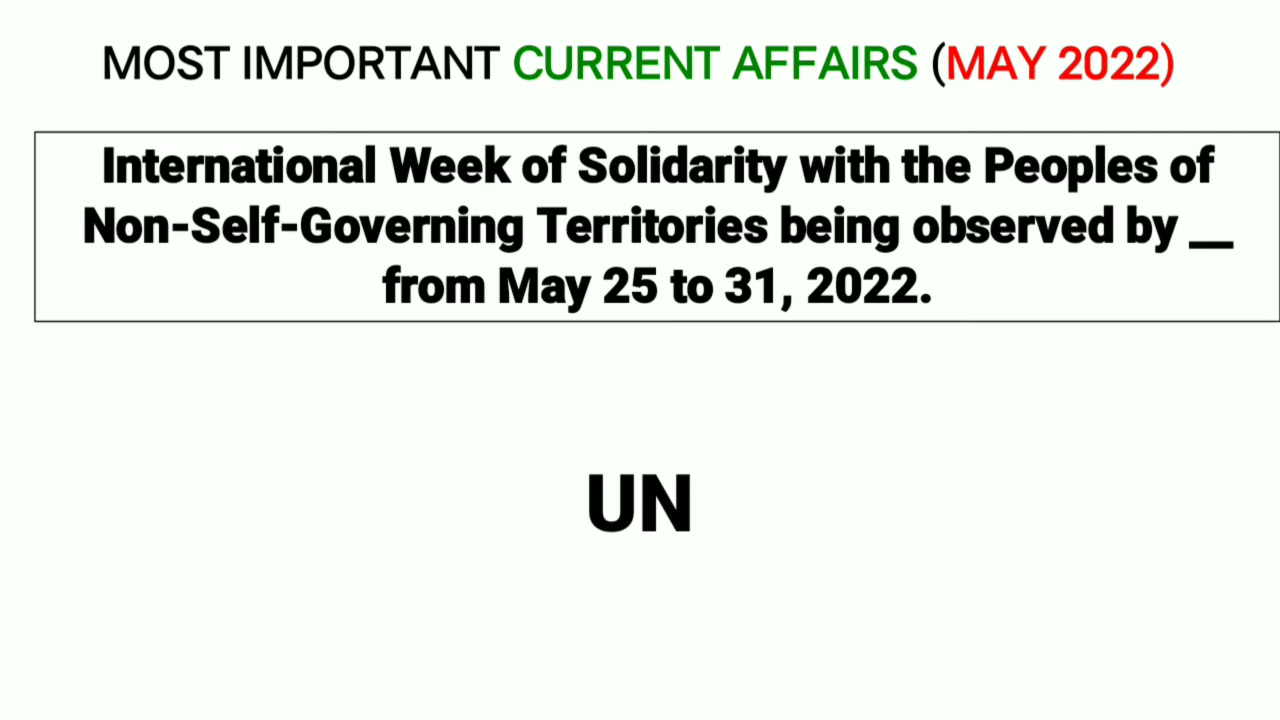 MOST IMPORTANT CURRENT AFFAIRS (MAY 2022)
International Week of Solidarity with the Peoples of
Non-Self-Governing Territories being observed by __
from May 25 to 31, 2022.
UN